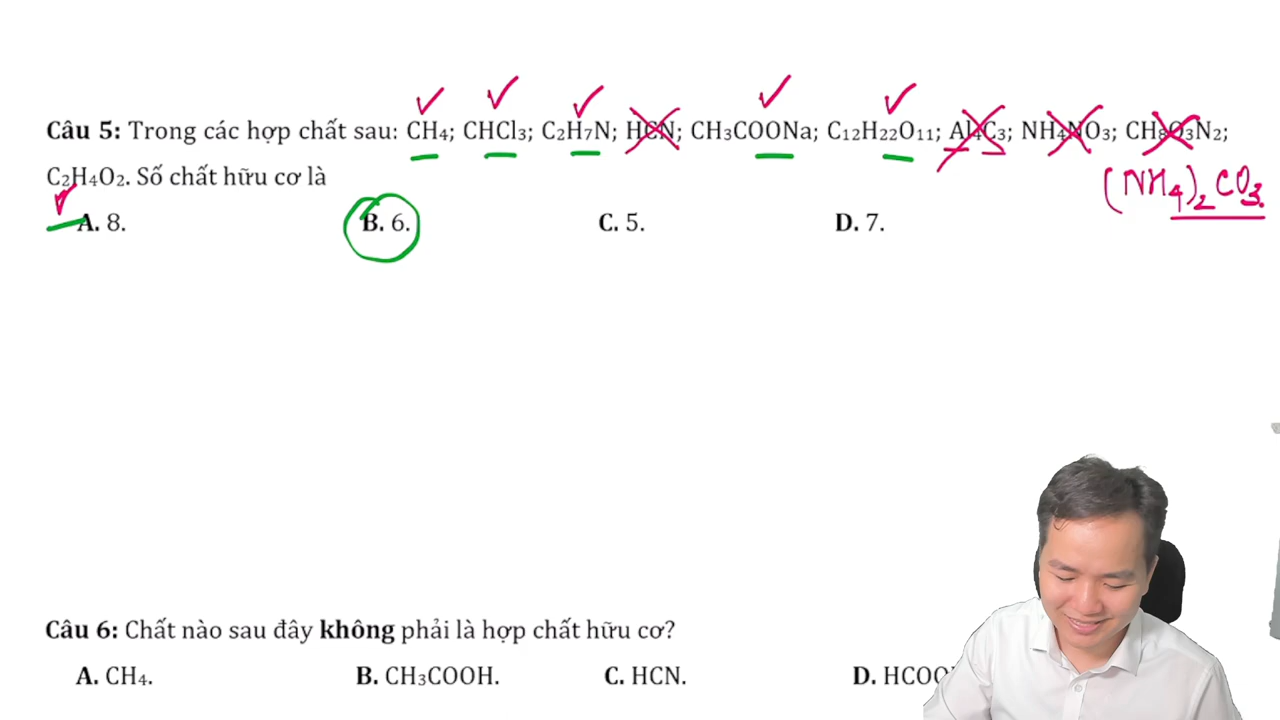 Câu 5: Trong các hợp chất sau: CH₄; CHCl₃; C₂H₇N; HCN; CH₃COONa; C₁₂H₂₂O₁₁; Al₄C₃; NH₄NO₃; CH₈O₃N₂;
(NH₄)₂CO₃
C₂H₄O₂. Số chất hữu cơ là
A. 8. B. 6. C. 5. D. 7.
Câu 6: Chất nào sau đây không phải là hợp chất hữu cơ?
A. CH₄. B. CH₃COOH. C. HCN. D.